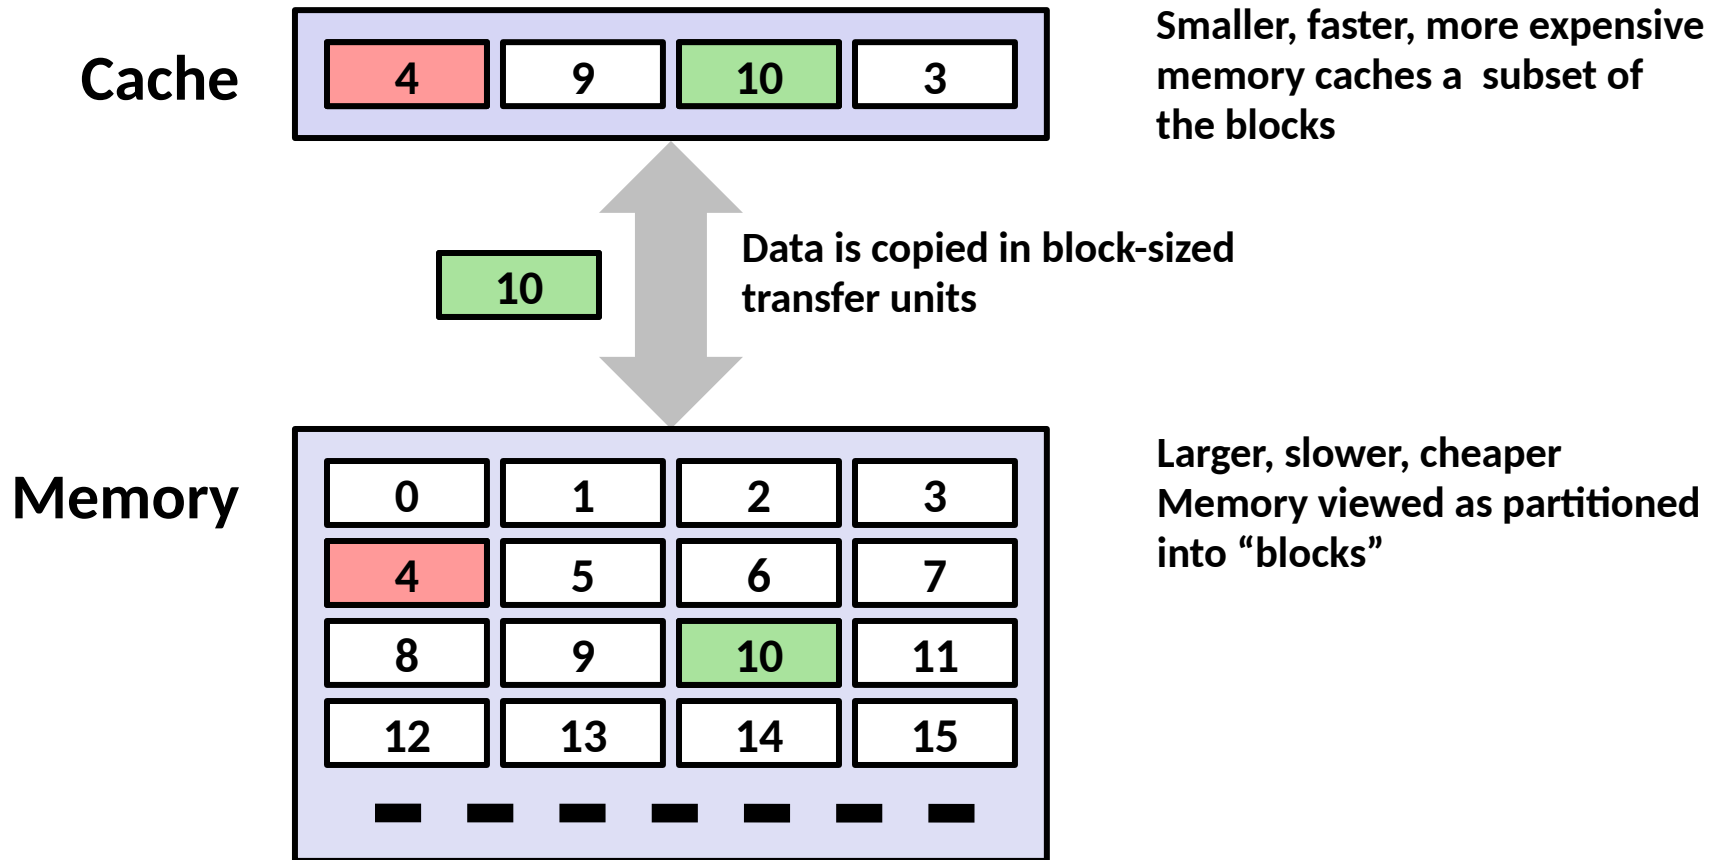 Cache
4 9 10 3
Smaller, faster, more expensive
memory caches a  subset of
the blocks
10
Data is copied in block-sized
transfer units
Memory
0 1 2 3
4 5 6 7
8 9 10 11
12 13 14 15
Larger, slower, cheaper
Memory viewed as partitioned
into “blocks”